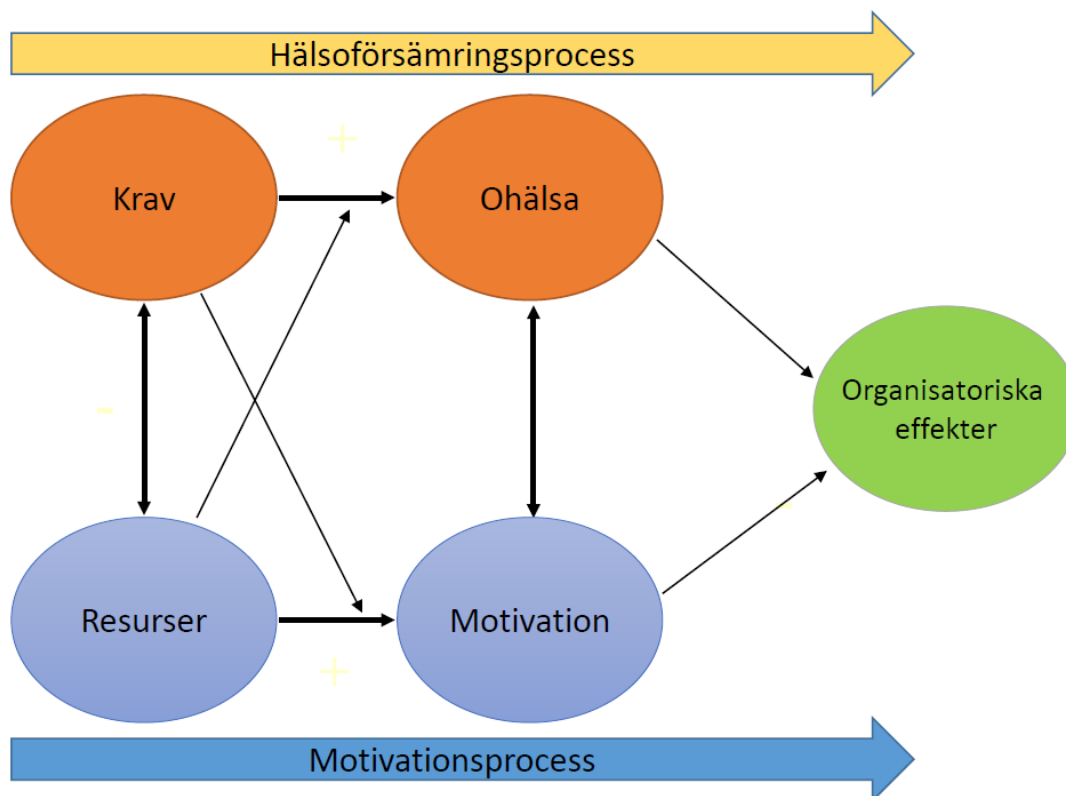 Hälsoförsämringsprocess
+
Krav
Ohälsa
-
Organisatoriska
effekter
-
Resurser
Motivation
+
Motivationsprocess